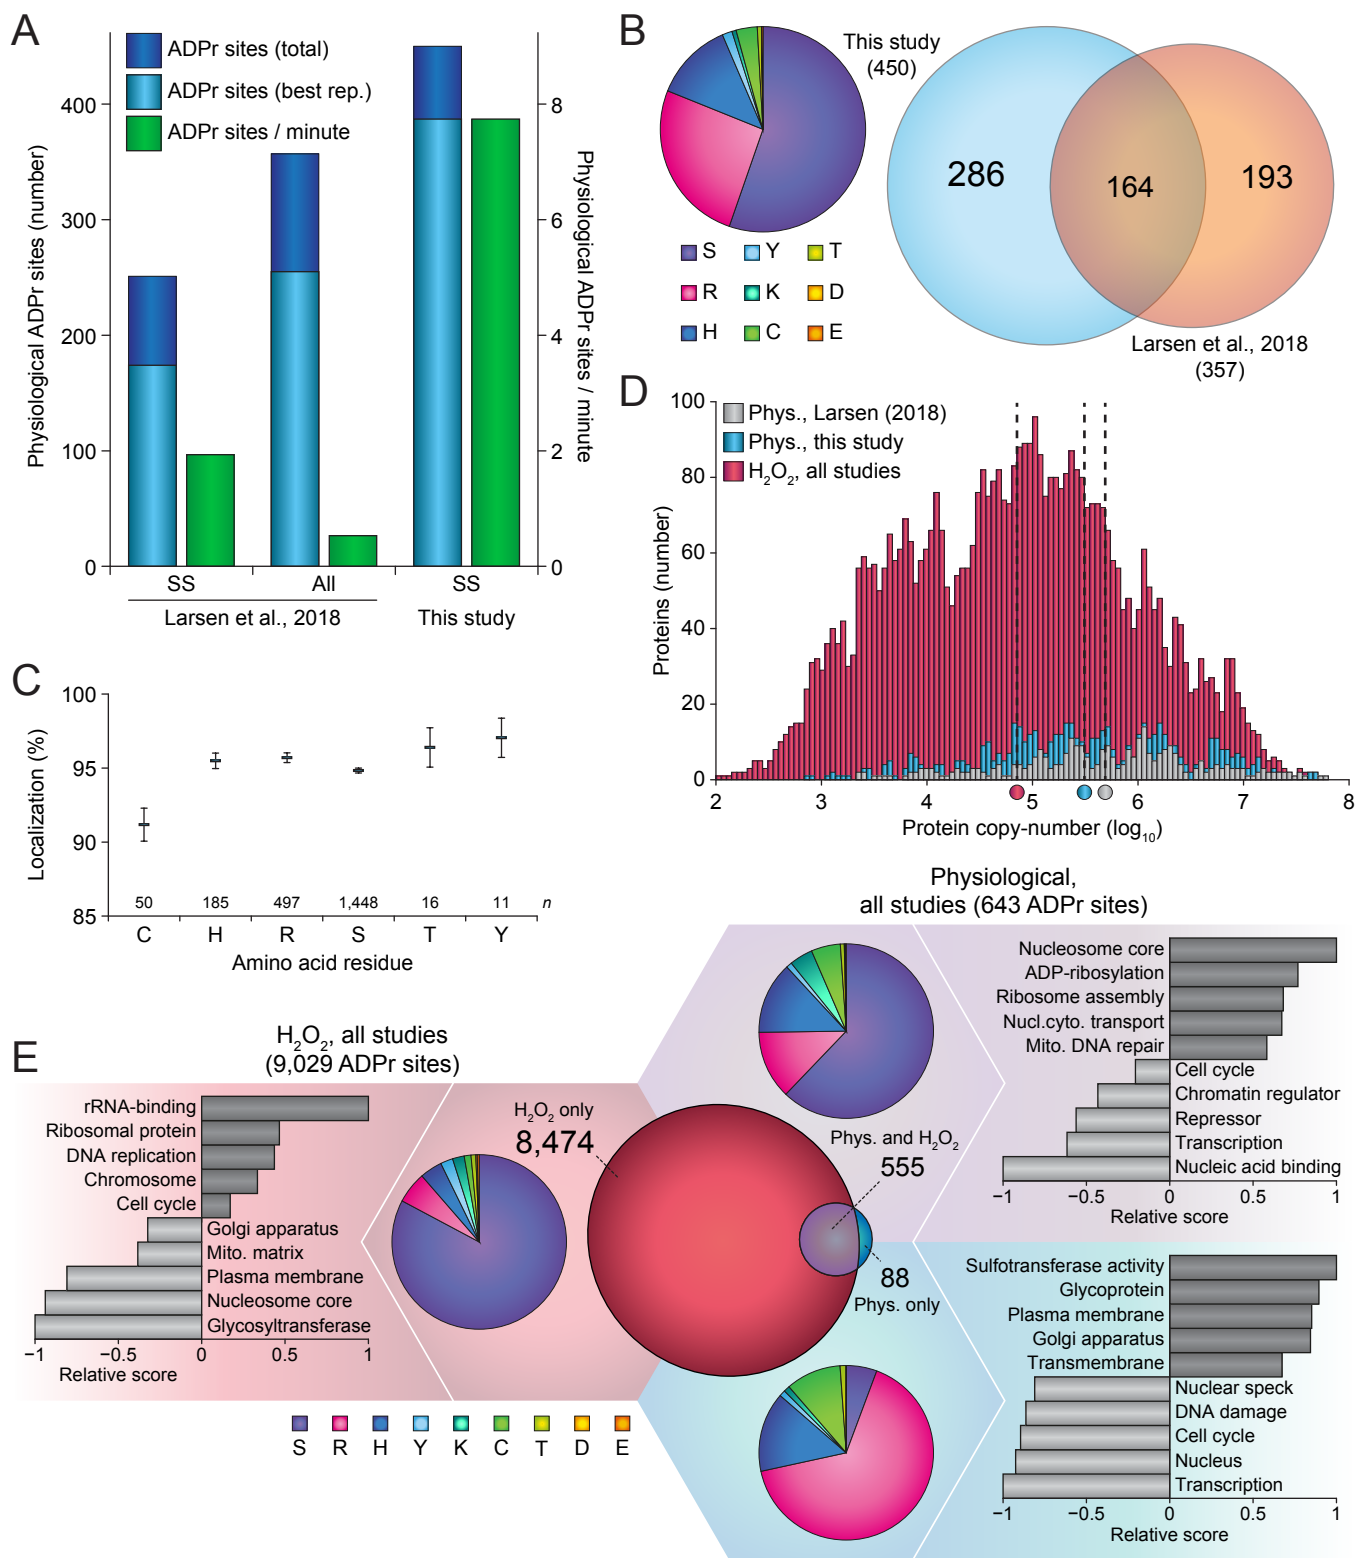 A
ADPr sites (total)
ADPr sites (best rep.)
ADPr sites / minute
Physiological ADPr sites (number)
400
300
200
100
0
8
6
4
2
0
Physiological ADPr sites / minute
SS
All
SS
Larsen et al., 2018
This study
B
This study
(450)
286
164
193
Larsen et al., 2018
(357)
S
Y
T
R
K
D
H
C
E
C
Localization (%)
100
95
90
85
50
185
497
1,448
16
11
n
C
H
R
S
T
Y
Amino acid residue
D
Phys., Larsen (2018)
Phys., this study
H2O2, all studies
Proteins (number)
100
80
60
40
20
0
2
3
4
5
6
7
8
Protein copy-number (log10)
E
H2O2, all studies
(9,029 ADPr sites)
rRNA-binding
Ribosomal protein
DNA replication
Chromosome
Cell cycle
Golgi apparatus
Mito. matrix
Plasma membrane
Nucleosome core
Glycosyltransferase
−1
−0.5
0
0.5
1
Relative score
H2O2 only
8,474
Phys. and H2O2
555
88
Phys. only
Physiological,
all studies (643 ADPr sites)
Nucleosome core
ADP-ribosylation
Ribosome assembly
Nucl.cyto. transport
Mito. DNA repair
Cell cycle
Chromatin regulator
Repressor
Transcription
Nucleic acid binding
−1
−0.5
0
0.5
1
Relative score
Sulfotransferase activity
Glycoprotein
Plasma membrane
Golgi apparatus
Transmembrane
Nuclear speck
DNA damage
Cell cycle
Nucleus
Transcription
−1
−0.5
0
0.5
1
Relative score
S
R
H
Y
K
C
T
D
E